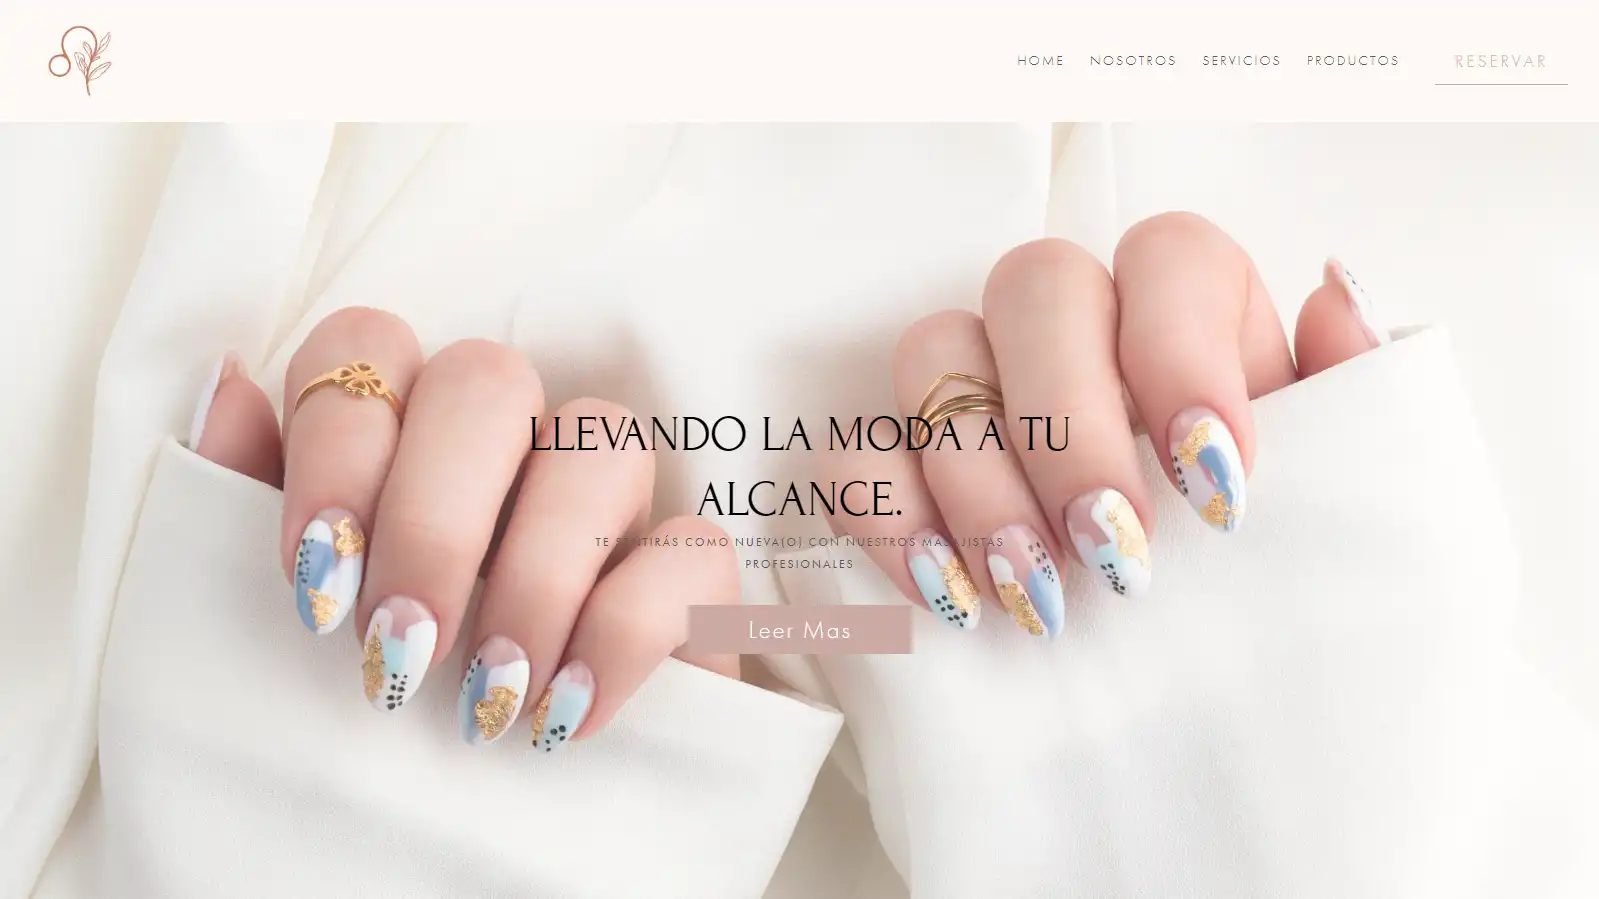 HOME NOSOTROS SERVICIOS PRODUCTOS RESERVAR
LLEVANDO LA MODA A TU
ALCANCE.
TE SENTIRÁS COMO NUEVA(O) CON NUESTROS MASAJISTAS
PROFESIONALES
Leer Mas